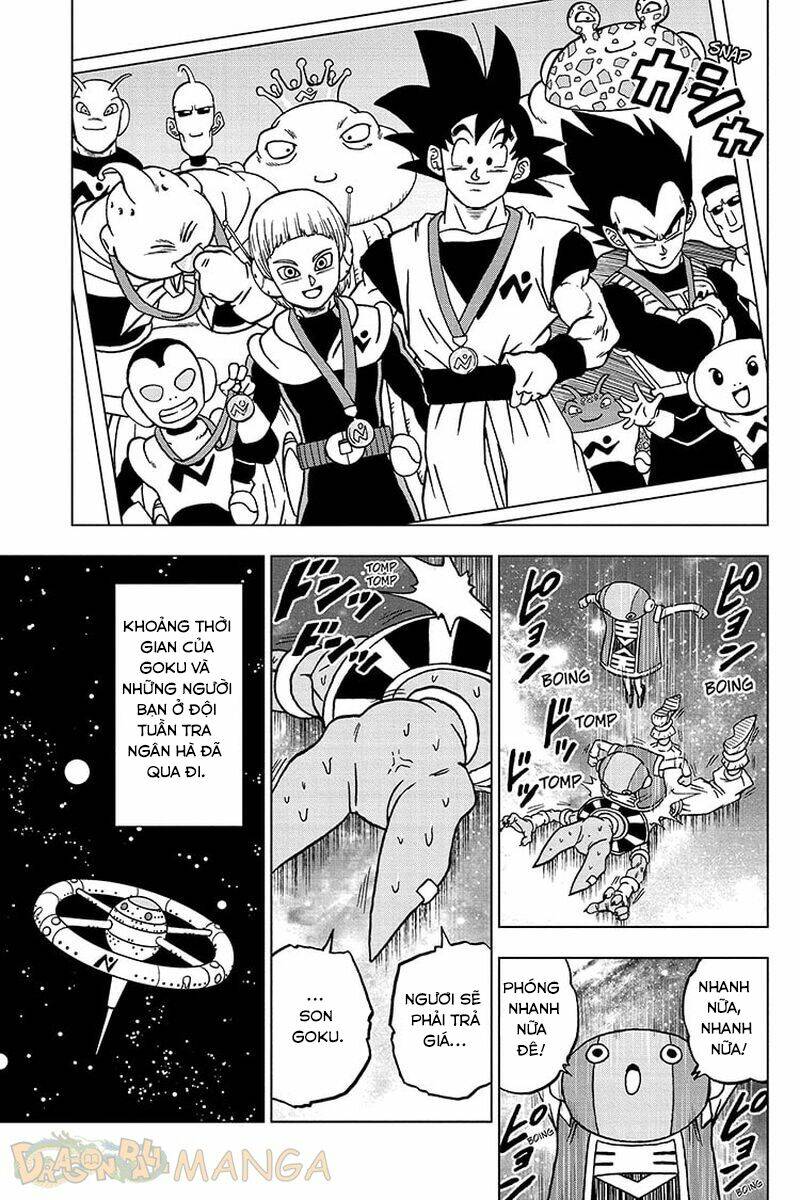 SNAP
カシャ
ピョン
ピョン
BOING
BOING
TOMP
TOMP
ドッ
ドッ
TOMP
TOMP
ドンッ
ドンッ
NHANH
NỮA,
NHANH
NỮA!
PHÓNG
NHANH
NỮA
ĐÊ!
ピョン
BOING
ピョン
BOING
NGƯƠI SẼ
PHẢI TRẢ
GIÁ...
...
SON
GOKU.
KHOẢNG THỜI
GIAN CỦA
GOKU VÀ
NHỮNG NGƯỜI
BẠN Ở ĐỘI
TUẦN TRA
NGÂN HÀ ĐÃ
QUA ĐI.
DRAGON BALL MANGA